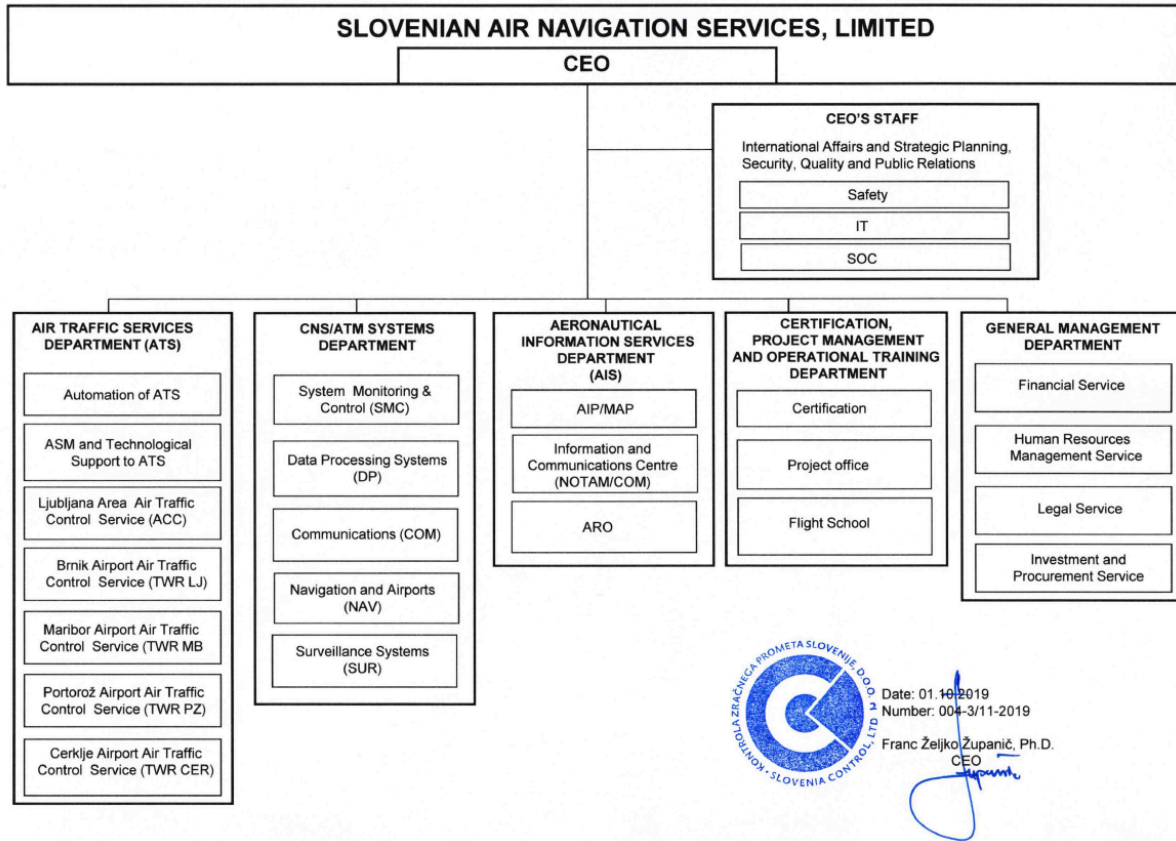 SLOVENIAN AIR NAVIGATION SERVICES, LIMITED
CEO
CEO'S STAFF
International Affairs and Strategic Planning,
Security, Quality and Public Relations
Safety
IT
SOC
AIR TRAFFIC SERVICES
DEPARTMENT (ATS)
Automation of ATS
ASM and Technological
Support to ATS
Ljubljana Area Air Traffic
Control Service (ACC)
Brnik Airport Air Traffic
Control Service (TWR LJ)
Maribor Airport Air Traffic
Control Service (TWR MB
Portorož Airport Air Traffic
Control Service (TWR PZ)
Cerklje Airport Air Traffic
Control Service (TWR CER)
CNS/ATM SYSTEMS
DEPARTMENT
System Monitoring &
Control (SMC)
Data Processing Systems
(DP)
Communications (COM)
Navigation and Airports
(NAV)
Surveillance Systems
(SUR)
AERONAUTICAL
INFORMATION SERVICES
DEPARTMENT
(AIS)
AIP/MAP
Information and
Communications Centre
(NOTAM/COM)
ARO
CERTIFICATION,
PROJECT MANAGEMENT
AND OPERATIONAL TRAINING
DEPARTMENT
Certification
Project office
Flight School
GENERAL MANAGEMENT
DEPARTMENT
Financial Service
Human Resources
Management Service
Legal Service
Investment and
Procurement Service
KONTROLA ZRAČNEGA PROMETA SLOVENIJE, D.O.O.
SLOVENIA CONTROL, LTD
Date: 01.10.2019
Number: 004-3/11-2019
Franc Željko Županič, Ph.D.
CEO